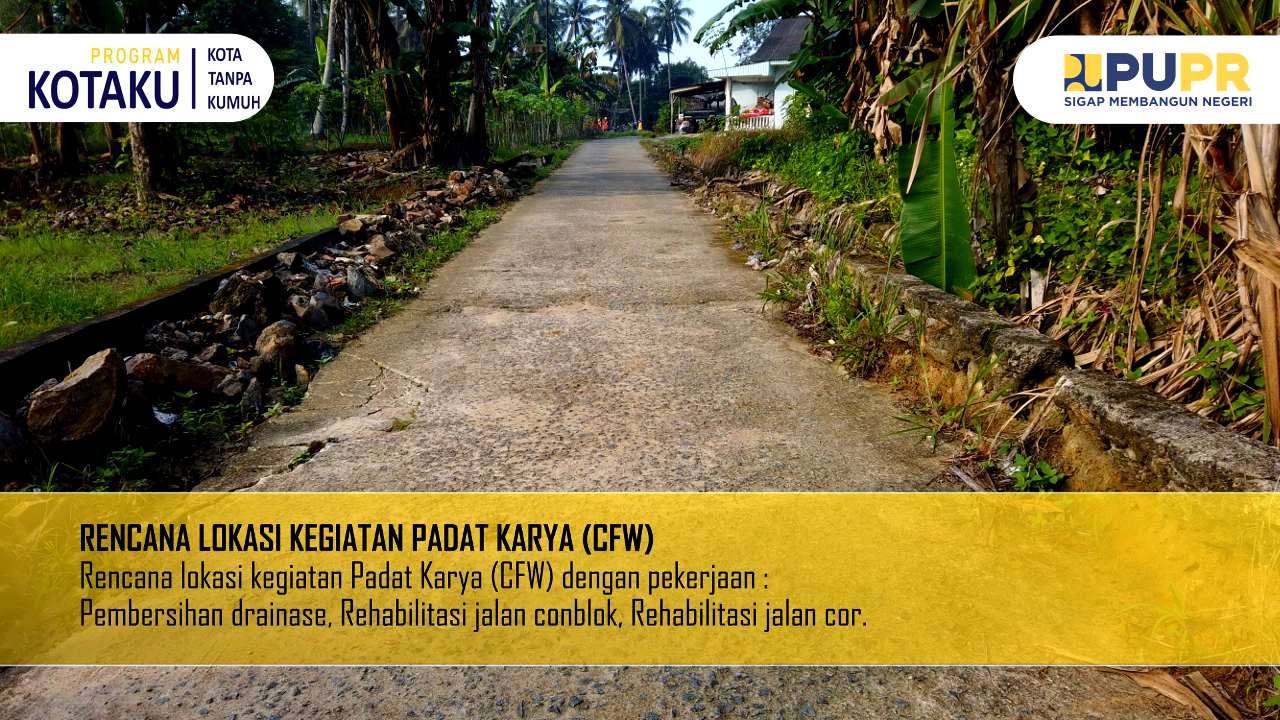 PROGRAM
KOTAKU
KOTA
TANPA
KUMUH
PUPR
SIGAP MEMBANGUN NEGERI
RENCANA LOKASI KEGIATAN PADAT KARYA (CFW)
Rencana lokasi kegiatan Padat Karya (CFW) dengan pekerjaan :
Pembersihan drainase, Rehabilitasi jalan conblok, Rehabilitasi jalan cor.